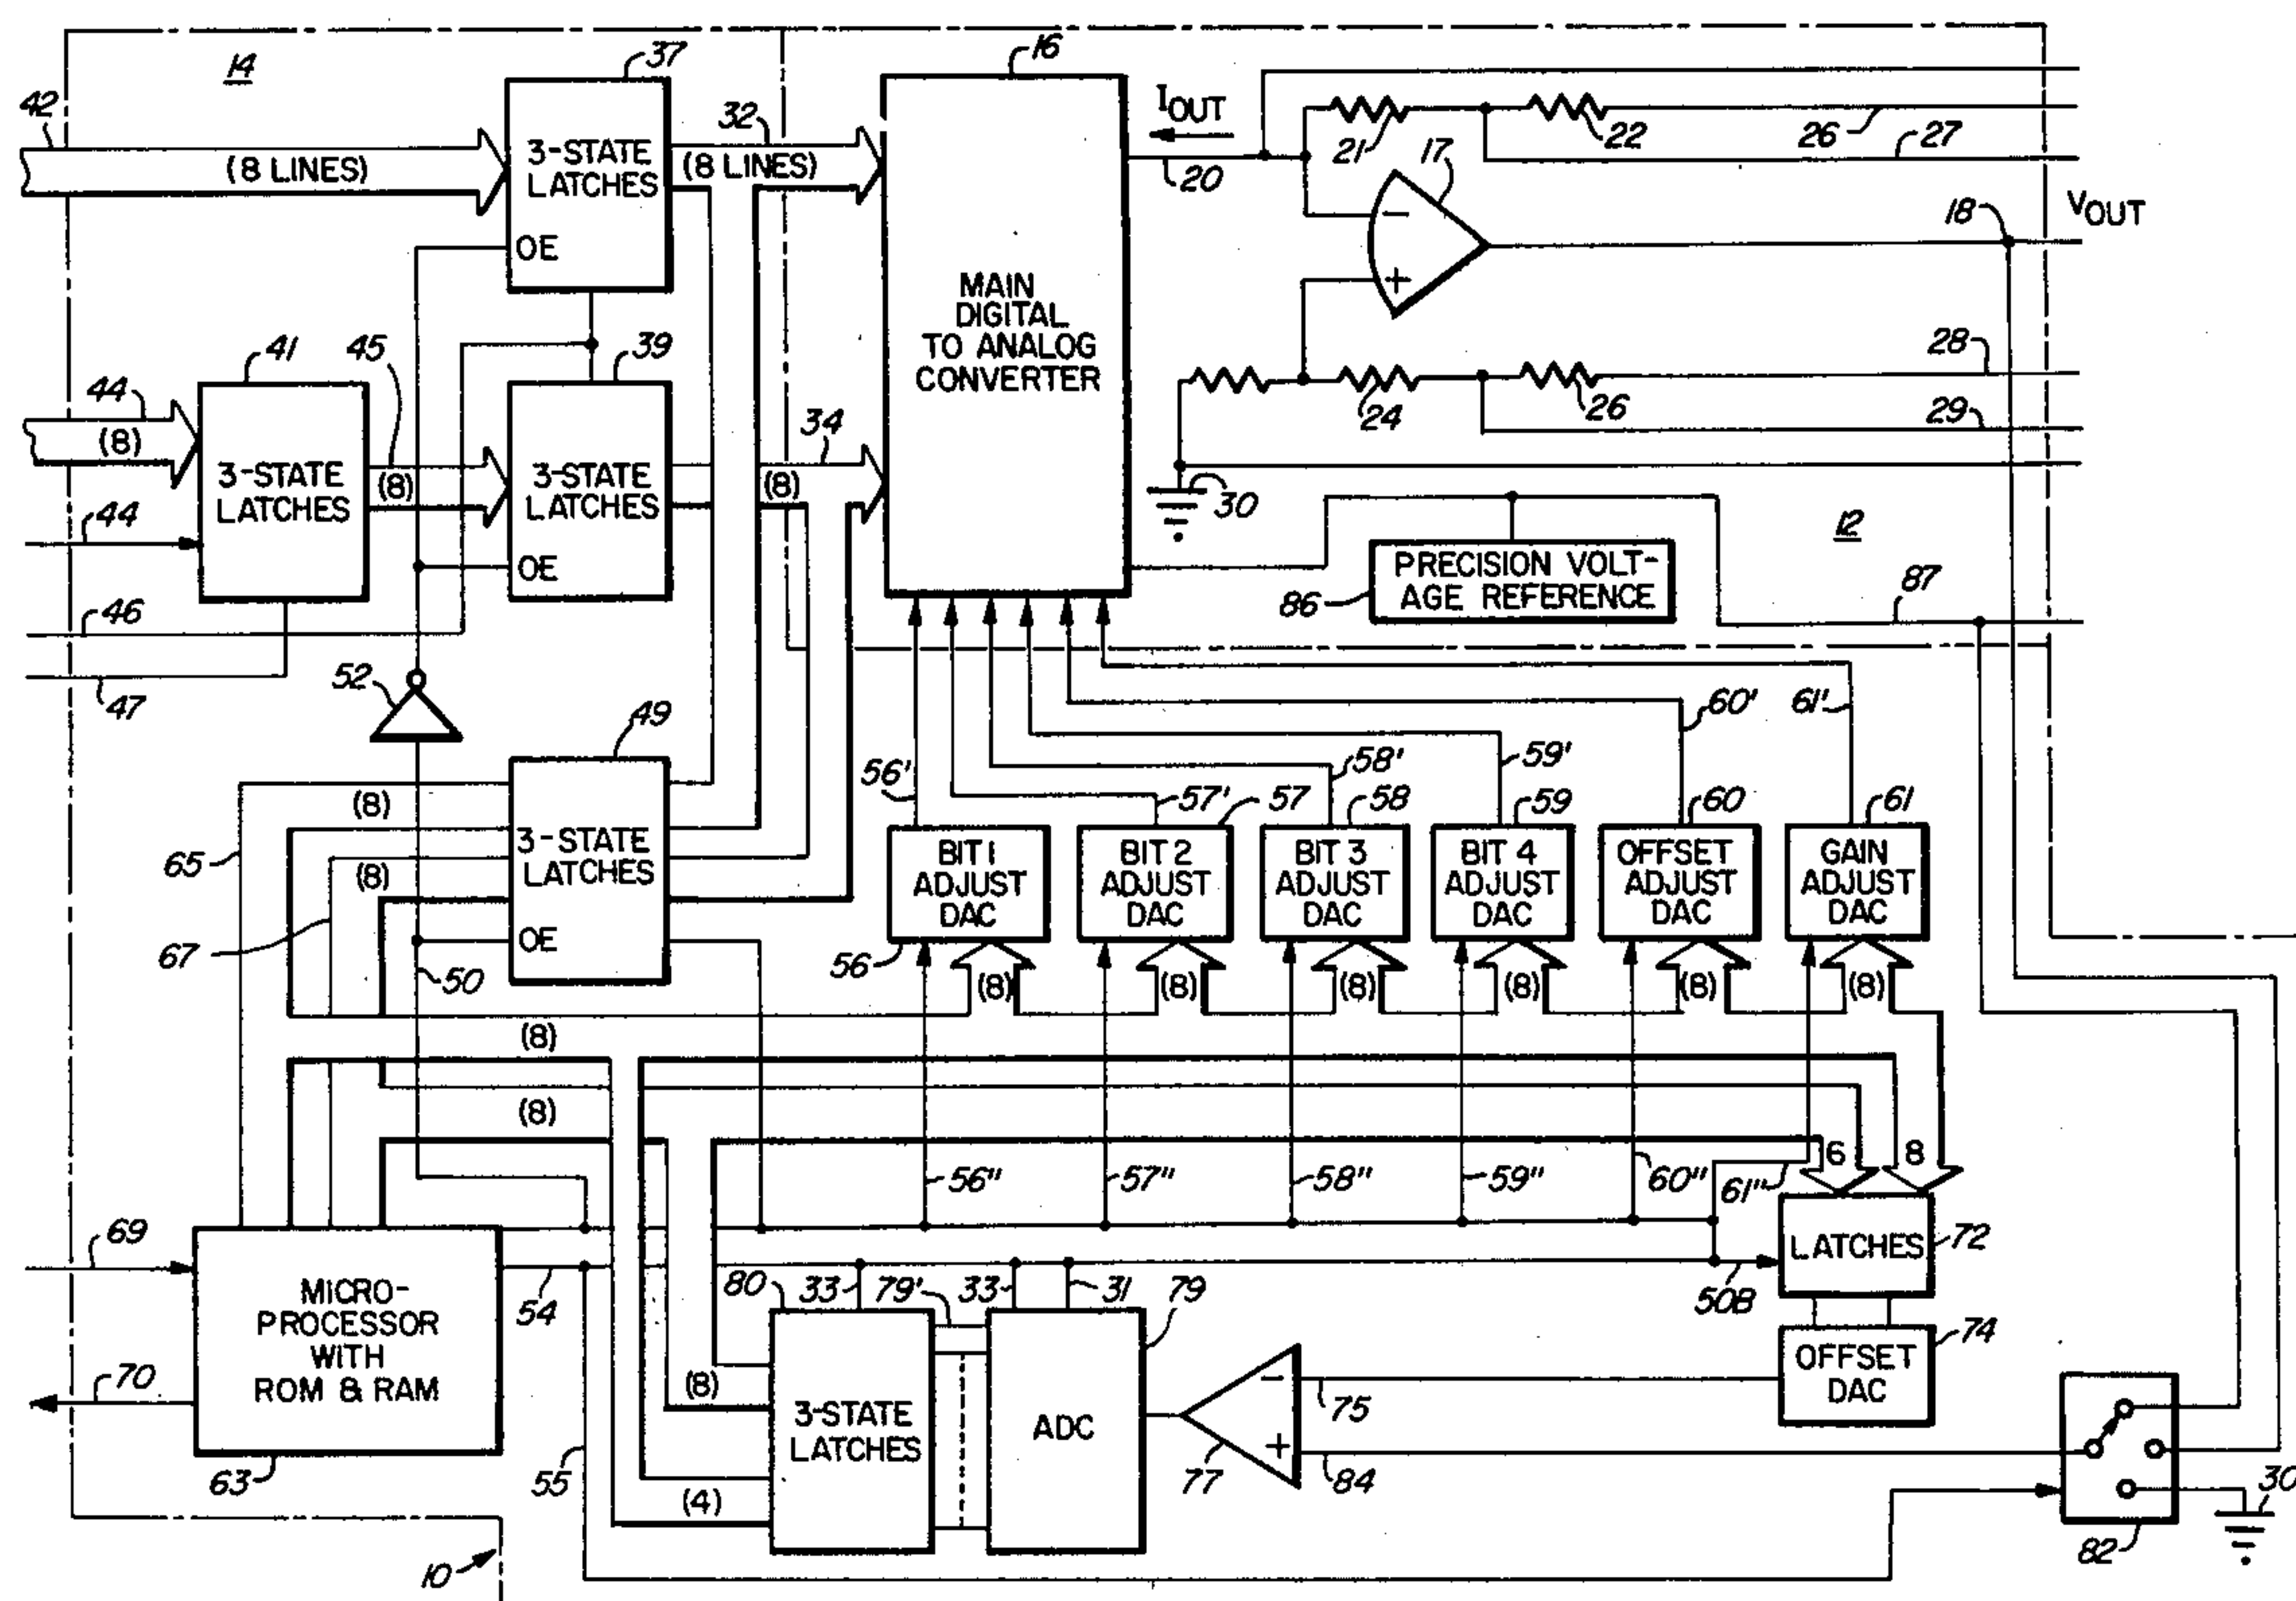 14
37
16
42
(8 LINES)
3-STATE
LATCHES
OE
32
(8 LINES)
IOUT
20
21
22
26
27
17
−
+
18
VOUT
MAIN
DIGITAL
TO ANALOG
CONVERTER
41
45
39
44
(8)
3-STATE
LATCHES
(8)
3-STATE
LATCHES
OE
34
(8)
24
26
28
29
30
12
44
46
47
PRECISION VOLT-
AGE REFERENCE
86
87
52
49
(8)
(8)
3-STATE
LATCHES
OE
65
67
50
56'
57'
58'
59'
60'
61'
57
58
59
60
61
BIT 1
ADJUST
DAC
BIT 2
ADJUST
DAC
BIT 3
ADJUST
DAC
BIT 4
ADJUST
DAC
OFFSET
ADJUST
DAC
GAIN
ADJUST
DAC
56
(8)
(8)
(8)
(8)
(8)
(8)
(8)
(8)
56"
57"
58"
59"
60"
61"
6
8
69
MICRO-
PROCESSOR
WITH
ROM & RAM
70
63
54
55
80
33
79'
33
31
79
50B
LATCHES
72
OFFSET
DAC
74
(8)
(4)
3-STATE
LATCHES
ADC
77
−
+
75
84
82
30
10